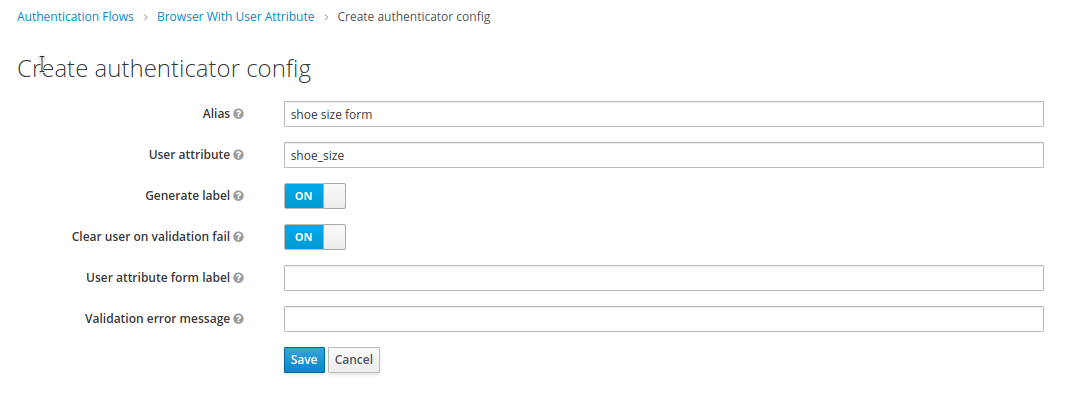 Authentication Flows > Browser With User Attribute > Create authenticator config
Create authenticator config
Alias ?
shoe size form
User attribute ?
shoe_size
Generate label ?
ON
Clear user on validation fail ?
ON
User attribute form label ?
Validation error message ?
Save Cancel